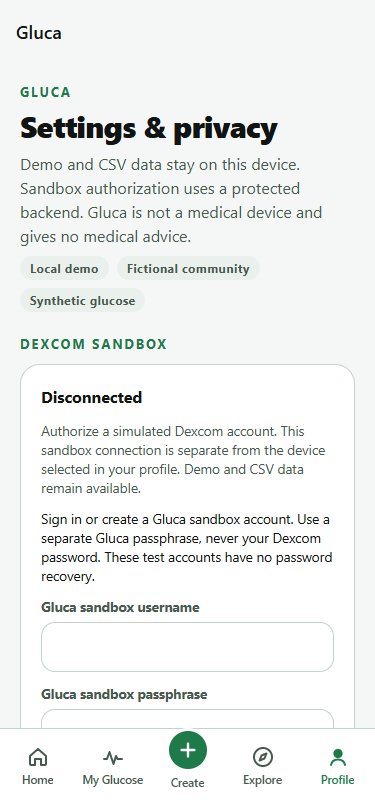 Gluca
GLUCA
Settings & privacy
Demo and CSV data stay on this device.
Sandbox authorization uses a protected
backend. Gluca is not a medical device and
gives no medical advice.
Local demo
Fictional community
Synthetic glucose
DEXCOM SANDBOX
Disconnected
Authorize a simulated Dexcom account. This
sandbox connection is separate from the device
selected in your profile. Demo and CSV data
remain available.
Sign in or create a Gluca sandbox account. Use a
separate Gluca passphrase, never your Dexcom
password. These test accounts have no password
recovery.
Gluca sandbox username
Gluca sandbox passphrase
Home
My Glucose
Create
Explore
Profile